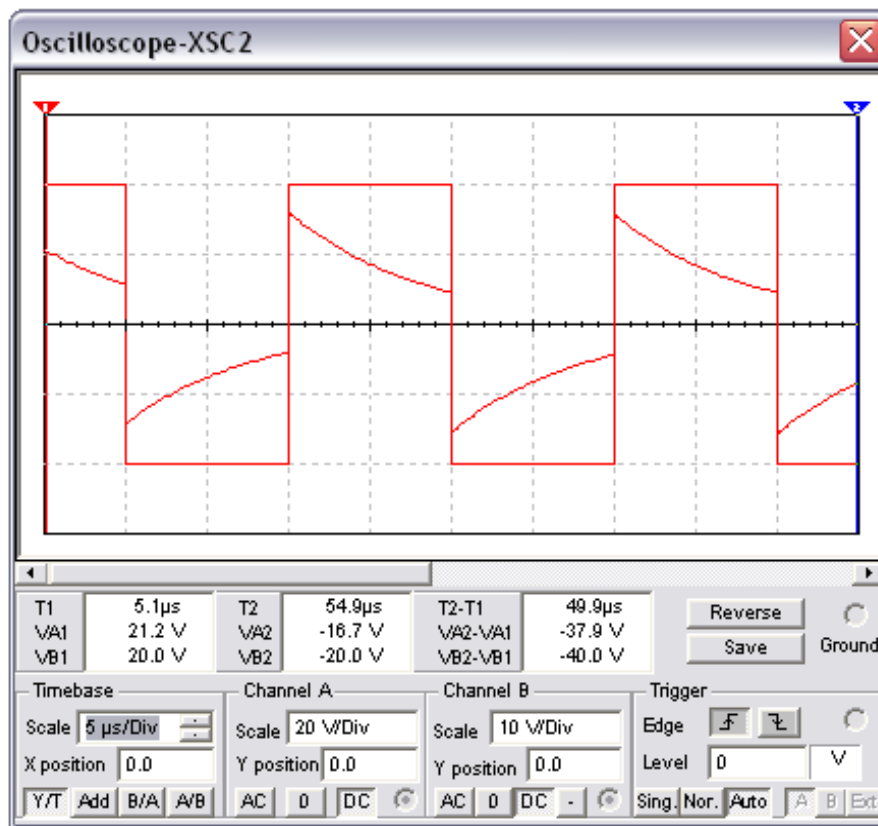 Oscilloscope-XSC2
1 2
T1 5.1µs T2 54.9µs T2-T1 49.9µs Reverse
VA1 21.2 V VA2 -16.7 V VA2-VA1 -37.9 V
VB1 20.0 V VB2 -20.0 V VB2-VB1 -40.0 V Save Ground
Timebase Channel A Channel B Trigger
Scale 5 µs/Div Scale 20 V/Div Scale 10 V/Div Edge
X position 0.0 Y position 0.0 Y position 0.0 Level 0 V
Y/T Add B/A A/B AC 0 DC AC 0 DC - Sing. Nor. Auto A B Ext